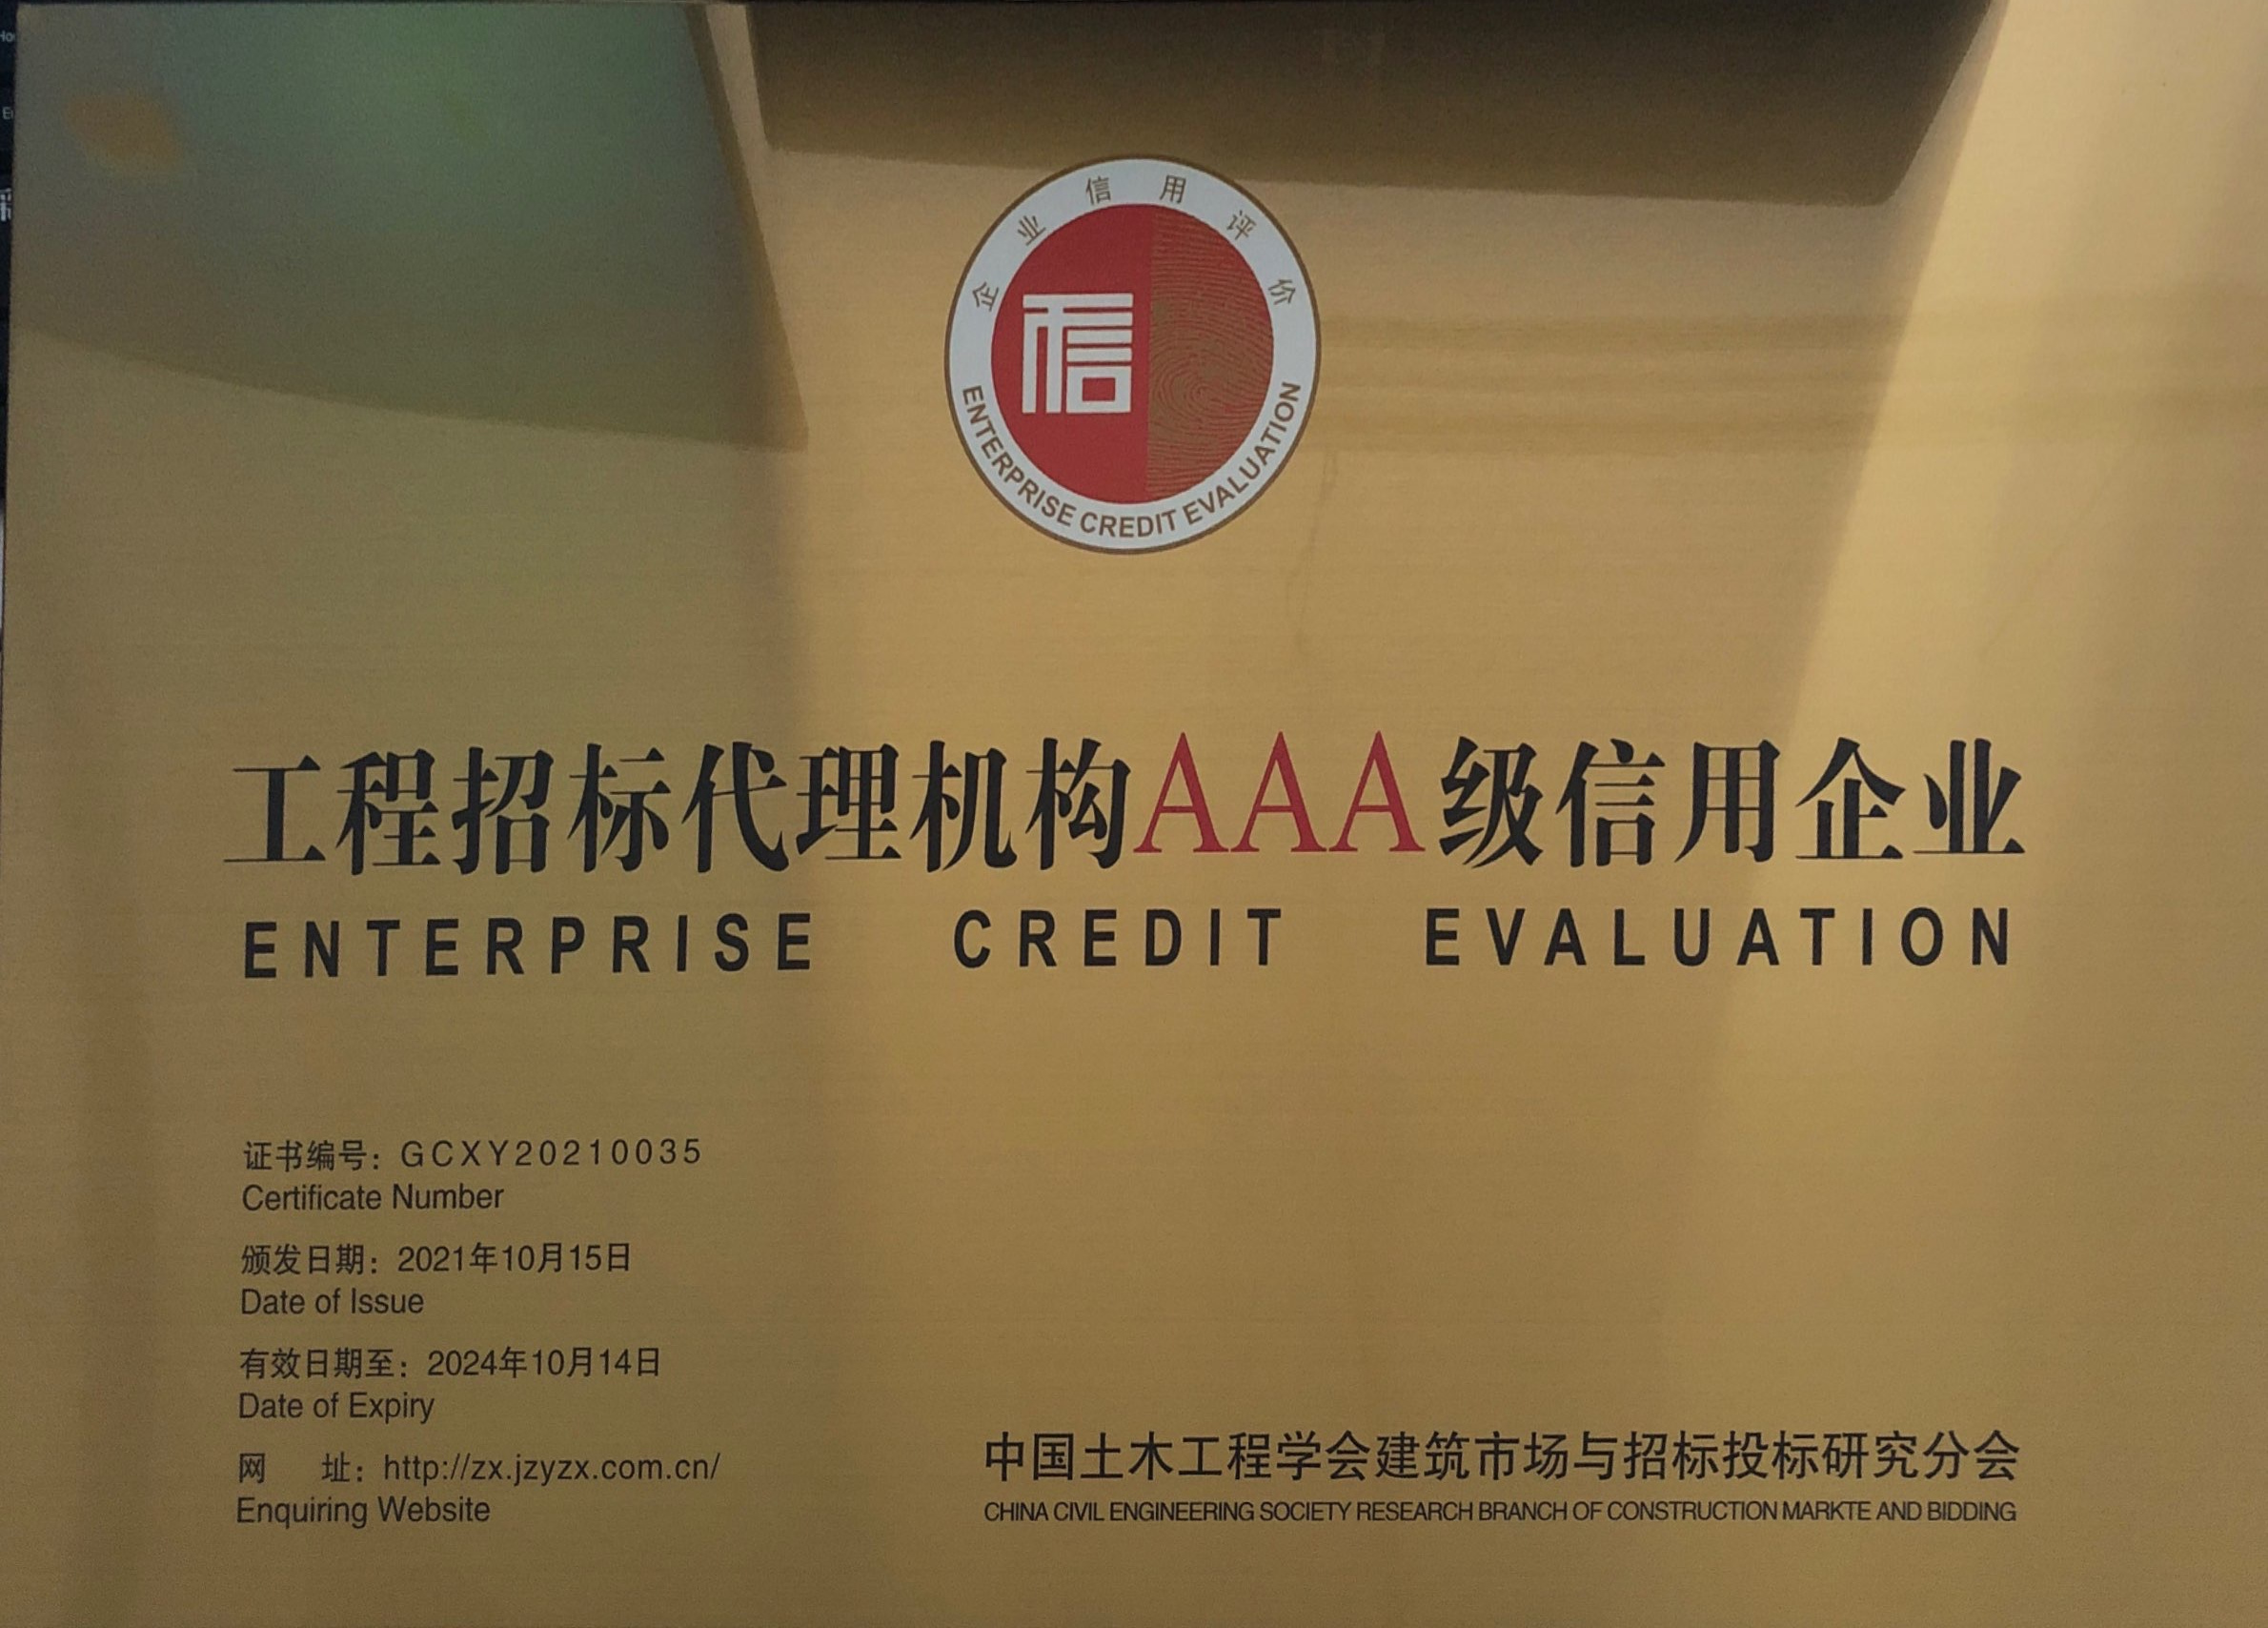 企业信用评价
信
ENTERPRISE CREDIT EVALUATION
工程招标代理机构AAA级信用企业
ENTERPRISE CREDIT EVALUATION
证书编号：GCXY20210035
Certificate Number
颁发日期：2021年10月15日
Date of Issue
有效日期至：2024年10月14日
Date of Expiry
网 址：http://zx.jzyzx.com.cn/
Enquiring Website
中国土木工程学会建筑市场与招标投标研究分会
CHINA CIVIL ENGINEERING SOCIETY RESEARCH BRANCH OF CONSTRUCTION MARKTE AND BIDDING